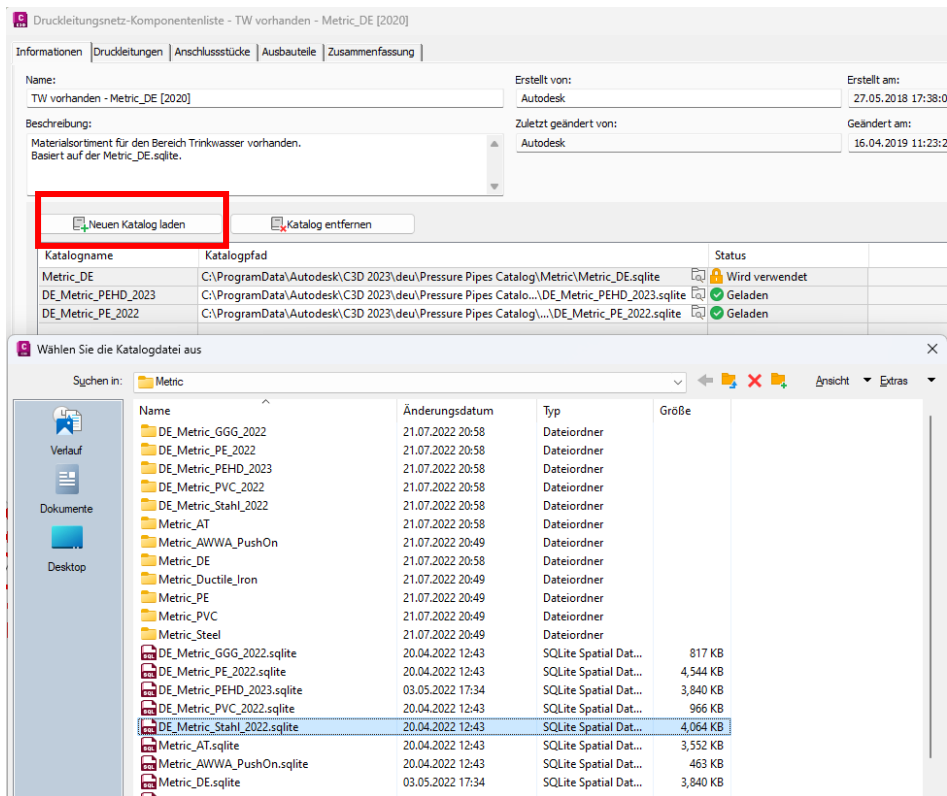 Druckleitungsnetz-Komponentenliste - TW vorhanden - Metric_DE [2020]
Informationen Druckleitungen Anschlussstücke Ausbauteile Zusammenfassung
Name: Erstellt von: Erstellt am:
TW vorhanden - Metric_DE [2020] Autodesk 27.05.2018 17:38:0
Beschreibung: Zuletzt geändert von: Geändert am:
Materialsortiment für den Bereich Trinkwasser vorhanden. Autodesk 16.04.2019 11:23:2
Basiert auf der Metric_DE.sqlite.
Neuen Katalog laden Katalog entfernen
Katalogname Katalogpfad Status
Metric_DE C:\ProgramData\Autodesk\C3D 2023\deu\Pressure Pipes Catalog\Metric\Metric_DE.sqlite Wird verwendet
DE_Metric_PEHD_2023 C:\ProgramData\Autodesk\C3D 2023\deu\Pressure Pipes Catalo...\DE_Metric_PEHD_2023.sqlite Geladen
DE_Metric_PE_2022 C:\ProgramData\Autodesk\C3D 2023\deu\Pressure Pipes Catalog\...\DE_Metric_PE_2022.sqlite Geladen
Wählen Sie die Katalogdatei aus
Suchen in: Metric Ansicht Extras
Name Änderungsdatum Typ Größe
DE_Metric_GGG_2022 21.07.2022 20:58 Dateiordner
DE_Metric_PE_2022 21.07.2022 20:58 Dateiordner
Verlauf
DE_Metric_PEHD_2023 21.07.2022 20:58 Dateiordner
DE_Metric_PVC_2022 21.07.2022 20:58 Dateiordner
DE_Metric_Stahl_2022 21.07.2022 20:58 Dateiordner
Dokumente
Metric_AT 21.07.2022 20:58 Dateiordner
Metric_AWWA_PushOn 21.07.2022 20:49 Dateiordner
Metric_DE 21.07.2022 20:58 Dateiordner
Desktop
Metric_Ductile_Iron 21.07.2022 20:49 Dateiordner
Metric_PE 21.07.2022 20:49 Dateiordner
Metric_PVC 21.07.2022 20:49 Dateiordner
Metric_Steel 21.07.2022 20:49 Dateiordner
DE_Metric_GGG_2022.sqlite 20.04.2022 12:43 SQLite Spatial Dat... 817 KB
DE_Metric_PE_2022.sqlite 20.04.2022 12:43 SQLite Spatial Dat... 4,544 KB
DE_Metric_PEHD_2023.sqlite 03.05.2022 17:34 SQLite Spatial Dat... 3,840 KB
DE_Metric_PVC_2022.sqlite 20.04.2022 12:43 SQLite Spatial Dat... 966 KB
DE_Metric_Stahl_2022.sqlite 20.04.2022 12:43 SQLite Spatial Dat... 4,064 KB
Metric_AT.sqlite 20.04.2022 12:43 SQLite Spatial Dat... 3,552 KB
Metric_AWWA_PushOn.sqlite 20.04.2022 12:43 SQLite Spatial Dat... 463 KB
Metric_DE.sqlite 03.05.2022 17:34 SQLite Spatial Dat... 3,840 KB